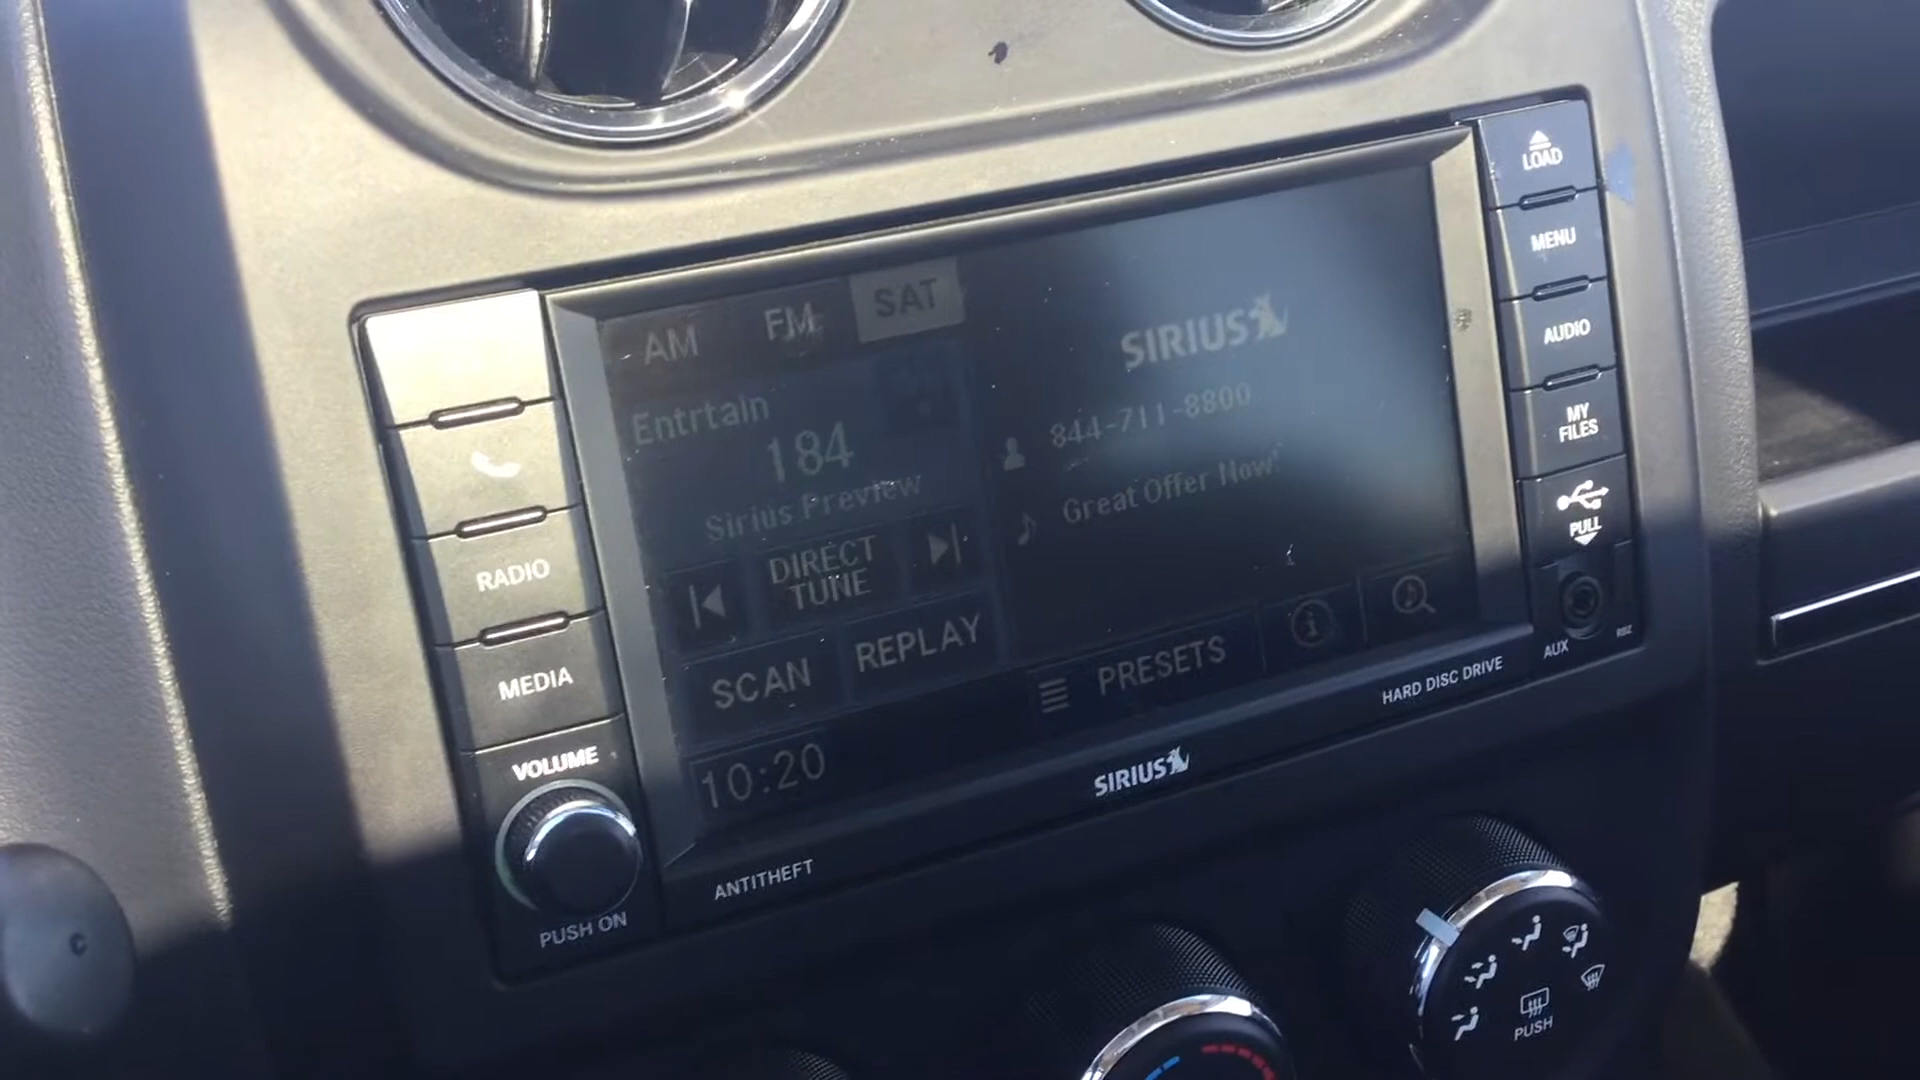 LOAD
MENU
AUDIO
MY
FILES
PULL
AUX
RBZ
RADIO
MEDIA
VOLUME
PUSH ON
AM FM SAT
Entrtain
184
Sirius Preview
DIRECT
TUNE
SCAN REPLAY
10:20
SIRIUS
844-711-8800
Great Offer Now!
PRESETS
SIRIUS
HARD DISC DRIVE
ANTITHEFT
PUSH